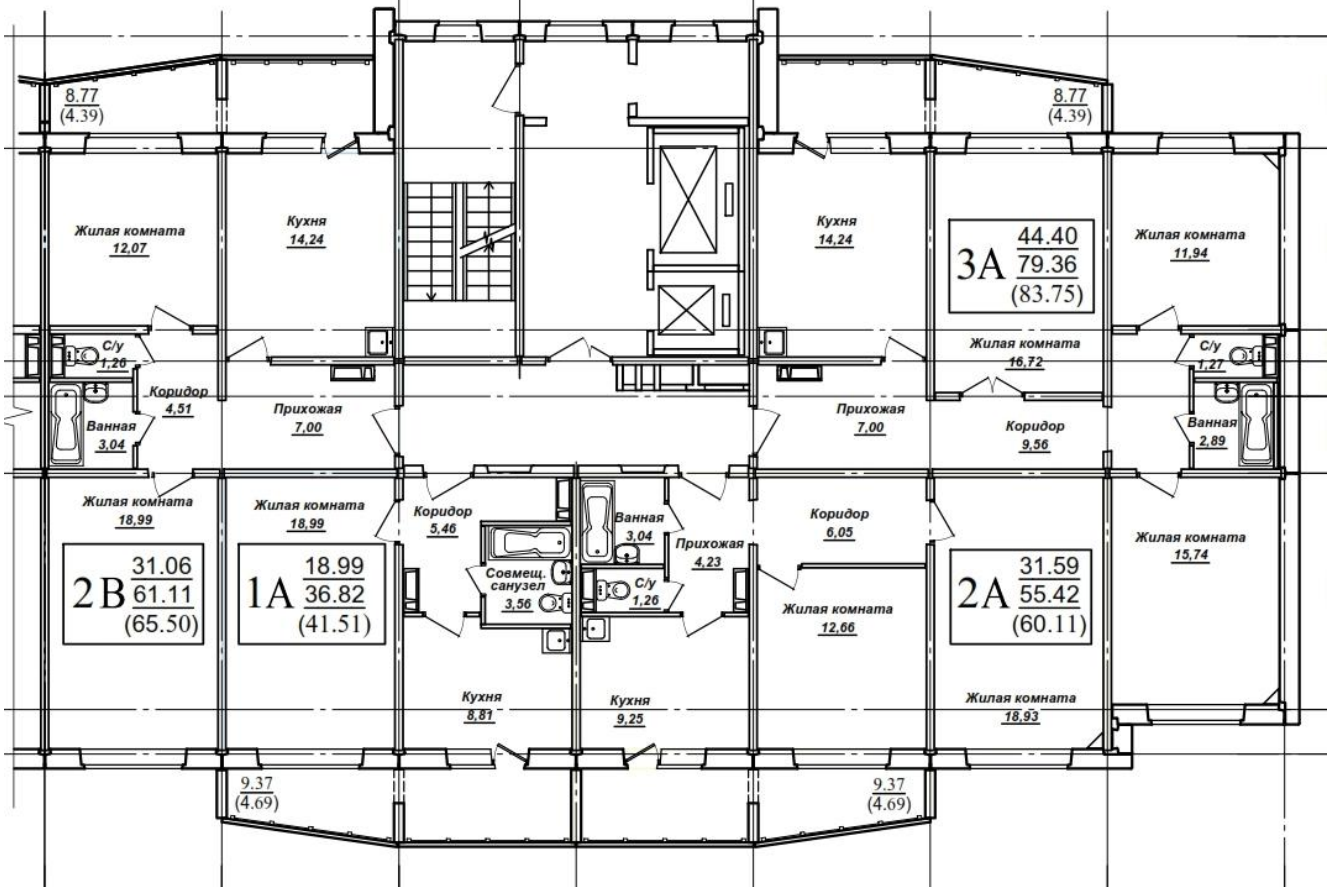 8.77
(4.39)
8.77
(4.39)
Жилая комната
12,07
Кухня
14,24
Кухня
14,24
3А
44.40
79.36
(83.75)
Жилая комната
11,94
С/у
1,26
Коридор
4,51
Ванная
3,04
Прихожая
7,00
Прихожая
7,00
Жилая комната
16,72
Коридор
9,56
С/у
1,27
Ванная
2,89
Жилая комната
18,99
2В
31.06
61.11
(65.50)
Жилая комната
18,99
1А
18.99
36.82
(41.51)
Коридор
5,46
Совмещ.
санузел
3,56
Кухня
8,81
Ванная
3,04
С/у
1,26
Прихожая
4,23
Кухня
9,25
Коридор
6,05
Жилая комната
12,66
2А
31.59
55.42
(60.11)
Жилая комната
18,93
Жилая комната
15,74
9.37
(4.69)
9.37
(4.69)